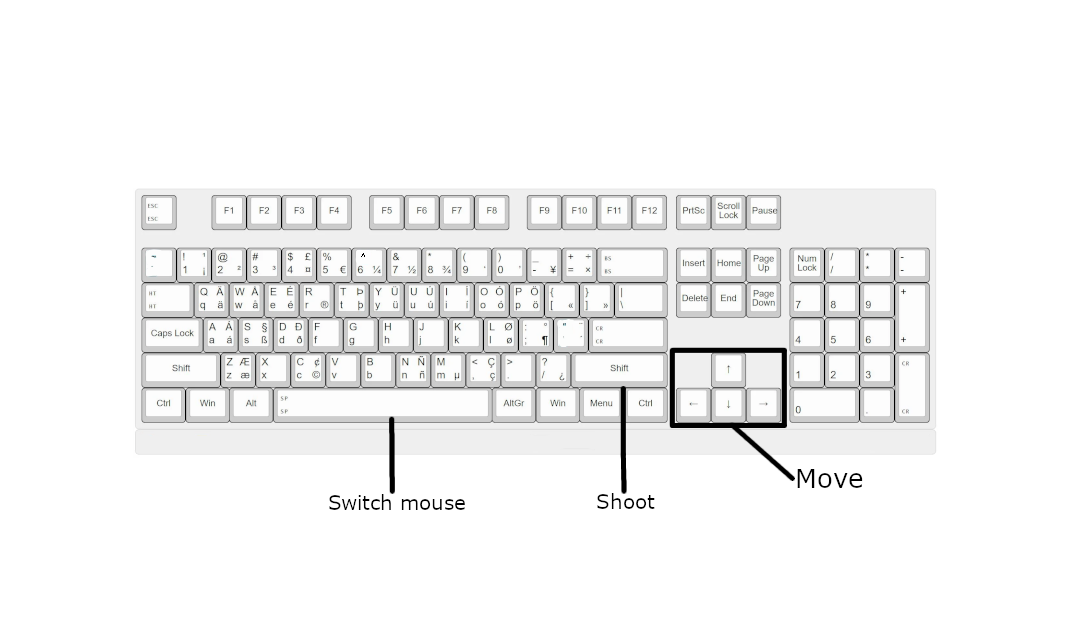 ESC
ESC
F1 F2 F3 F4 F5 F6 F7 F8 F9 F10 F11 F12 PrtSc Scroll Lock Pause
~ ! ¹ @ # $ £ % ^ & * ( ) _ + ÷ BS Insert Home Page Up Num Lock / * -
` 1 ¡ 2 ² 3 ³ 4 ¤ 5 € 6 ¼ 7 ½ 8 ¾ 9 ‘ 0 ’ - ¥ = × BS / * -
HT Q Ä W Å E É R T Þ Y Ü U Ú I Í O Ó P Ö { } | Delete End Page Down +
HT q ä w å e é r ® t þ y ü u ú i í o ó p ö [ « ] » \ 7 8 9
Caps Lock A Á S § D Ð F G H J K L Ø : ° " ¨ CR
a á s ß d ð f g h j k l ø ; ¶ ' ´ CR 4 5 6 +
Shift Z Æ X C ¢ V B N Ñ M < Ç > ? Shift ↑ CR
z æ x c © v b n ñ m µ , ç . / ¿ 1 2 3
Ctrl Win Alt SP AltGr Win Menu Ctrl ← ↓ →
SP 0 . CR
Move
Switch mouse
Shoot